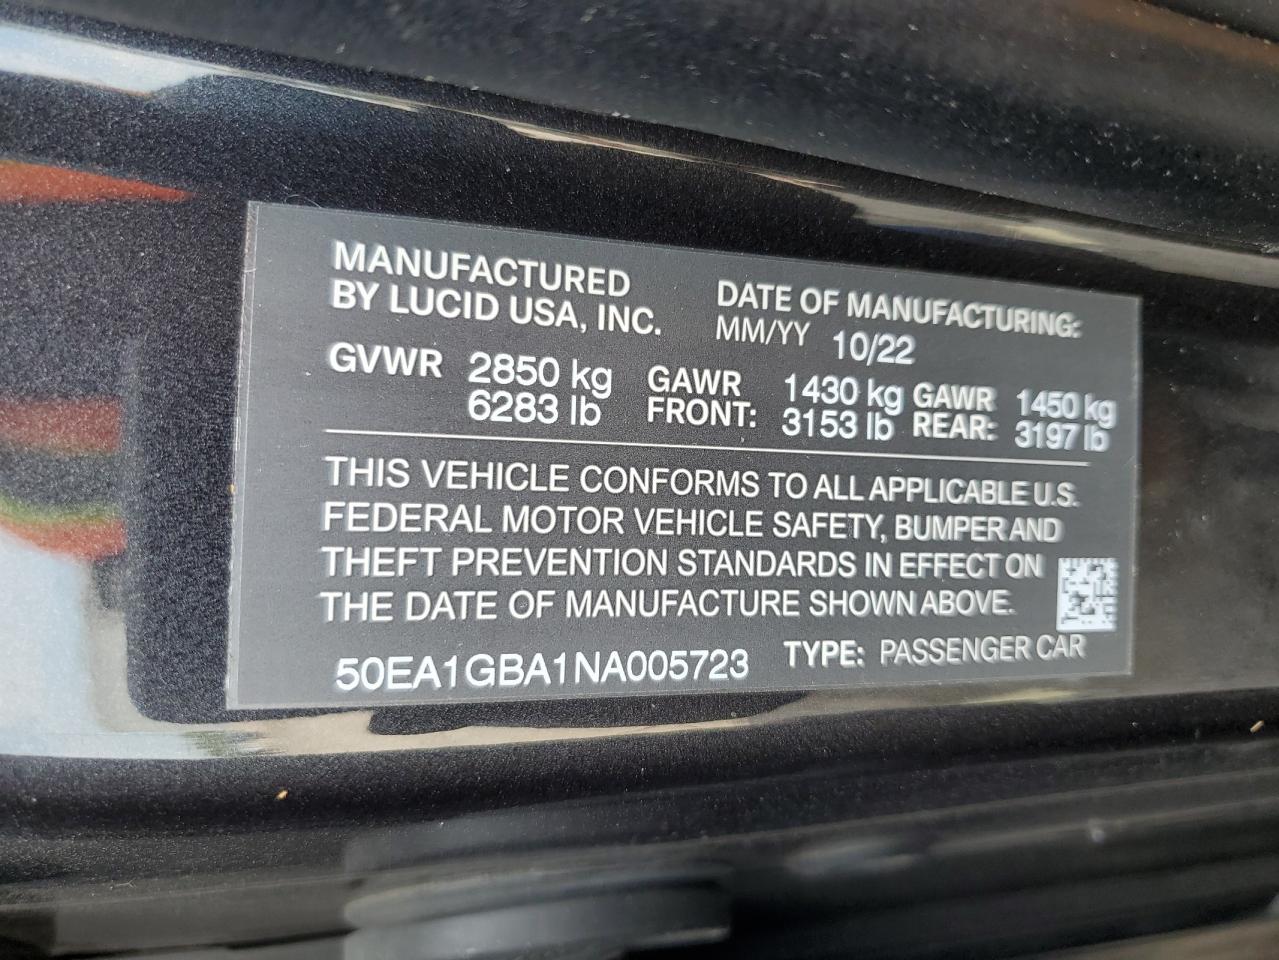 MANUFACTURED
BY LUCID USA, INC.
DATE OF MANUFACTURING:
MM/YY 10/22
GVWR 2850 kg GAWR 1430 kg GAWR 1450 kg
6283 lb FRONT: 3153 lb REAR: 3197 lb
THIS VEHICLE CONFORMS TO ALL APPLICABLE U.S.
FEDERAL MOTOR VEHICLE SAFETY, BUMPER AND
THEFT PREVENTION STANDARDS IN EFFECT ON
THE DATE OF MANUFACTURE SHOWN ABOVE.
50EA1GBA1NA005723 TYPE: PASSENGER CAR